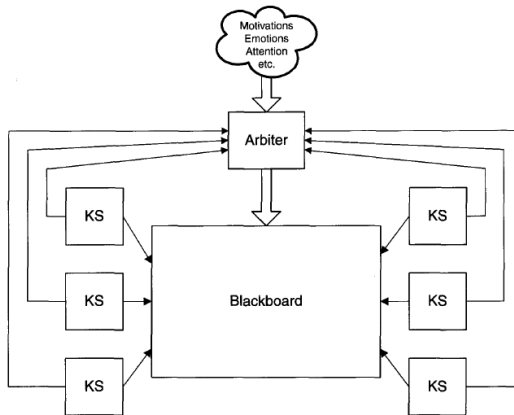 Motivations
Emotions
Attention
etc.
Arbiter
KS
KS
Blackboard
KS
KS
KS
KS